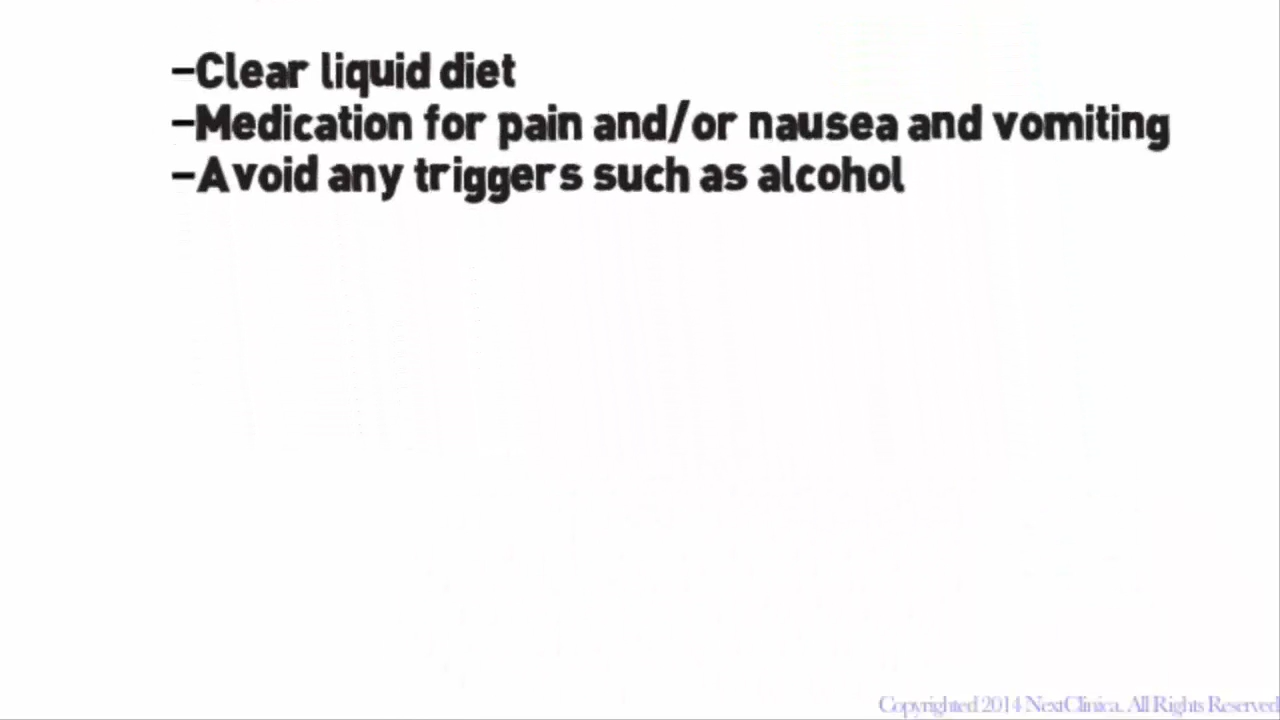 -Clear liquid diet
-Medication for pain and/or nausea and vomiting
-Avoid any triggers such as alcohol
Copyrighted 2014 NextClinica. All Rights Reserved